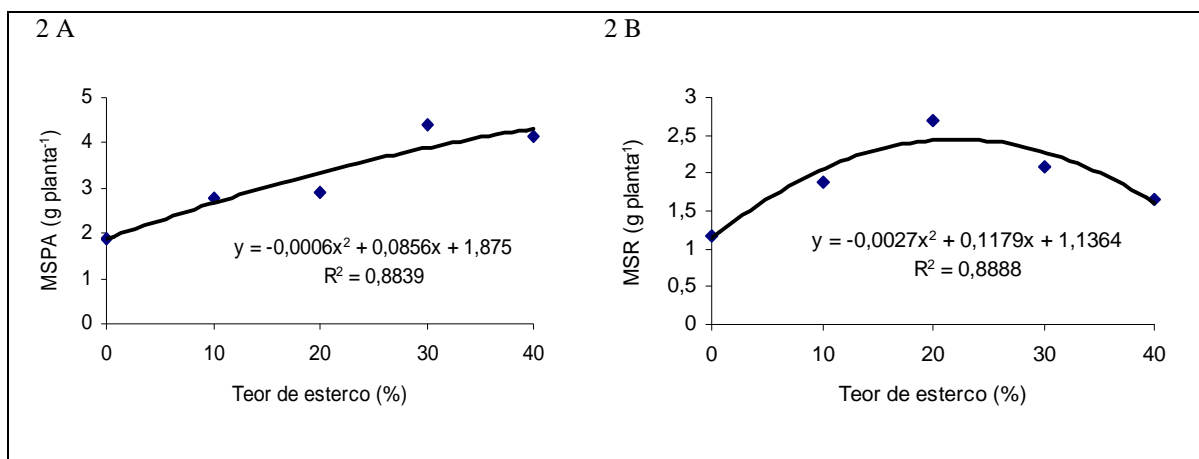 2 A
5
4
3
2
1
0
MSPA (g planta⁻¹)
y = -0,0006x² + 0,0856x + 1,875
R² = 0,8839
0 10 20 30 40
Teor de esterco (%)
2 B
3
2,5
2
1,5
1
0,5
0
MSR (g planta⁻¹)
y = -0,0027x² + 0,1179x + 1,1364
R² = 0,8888
0 10 20 30 40
Teor de esterco (%)